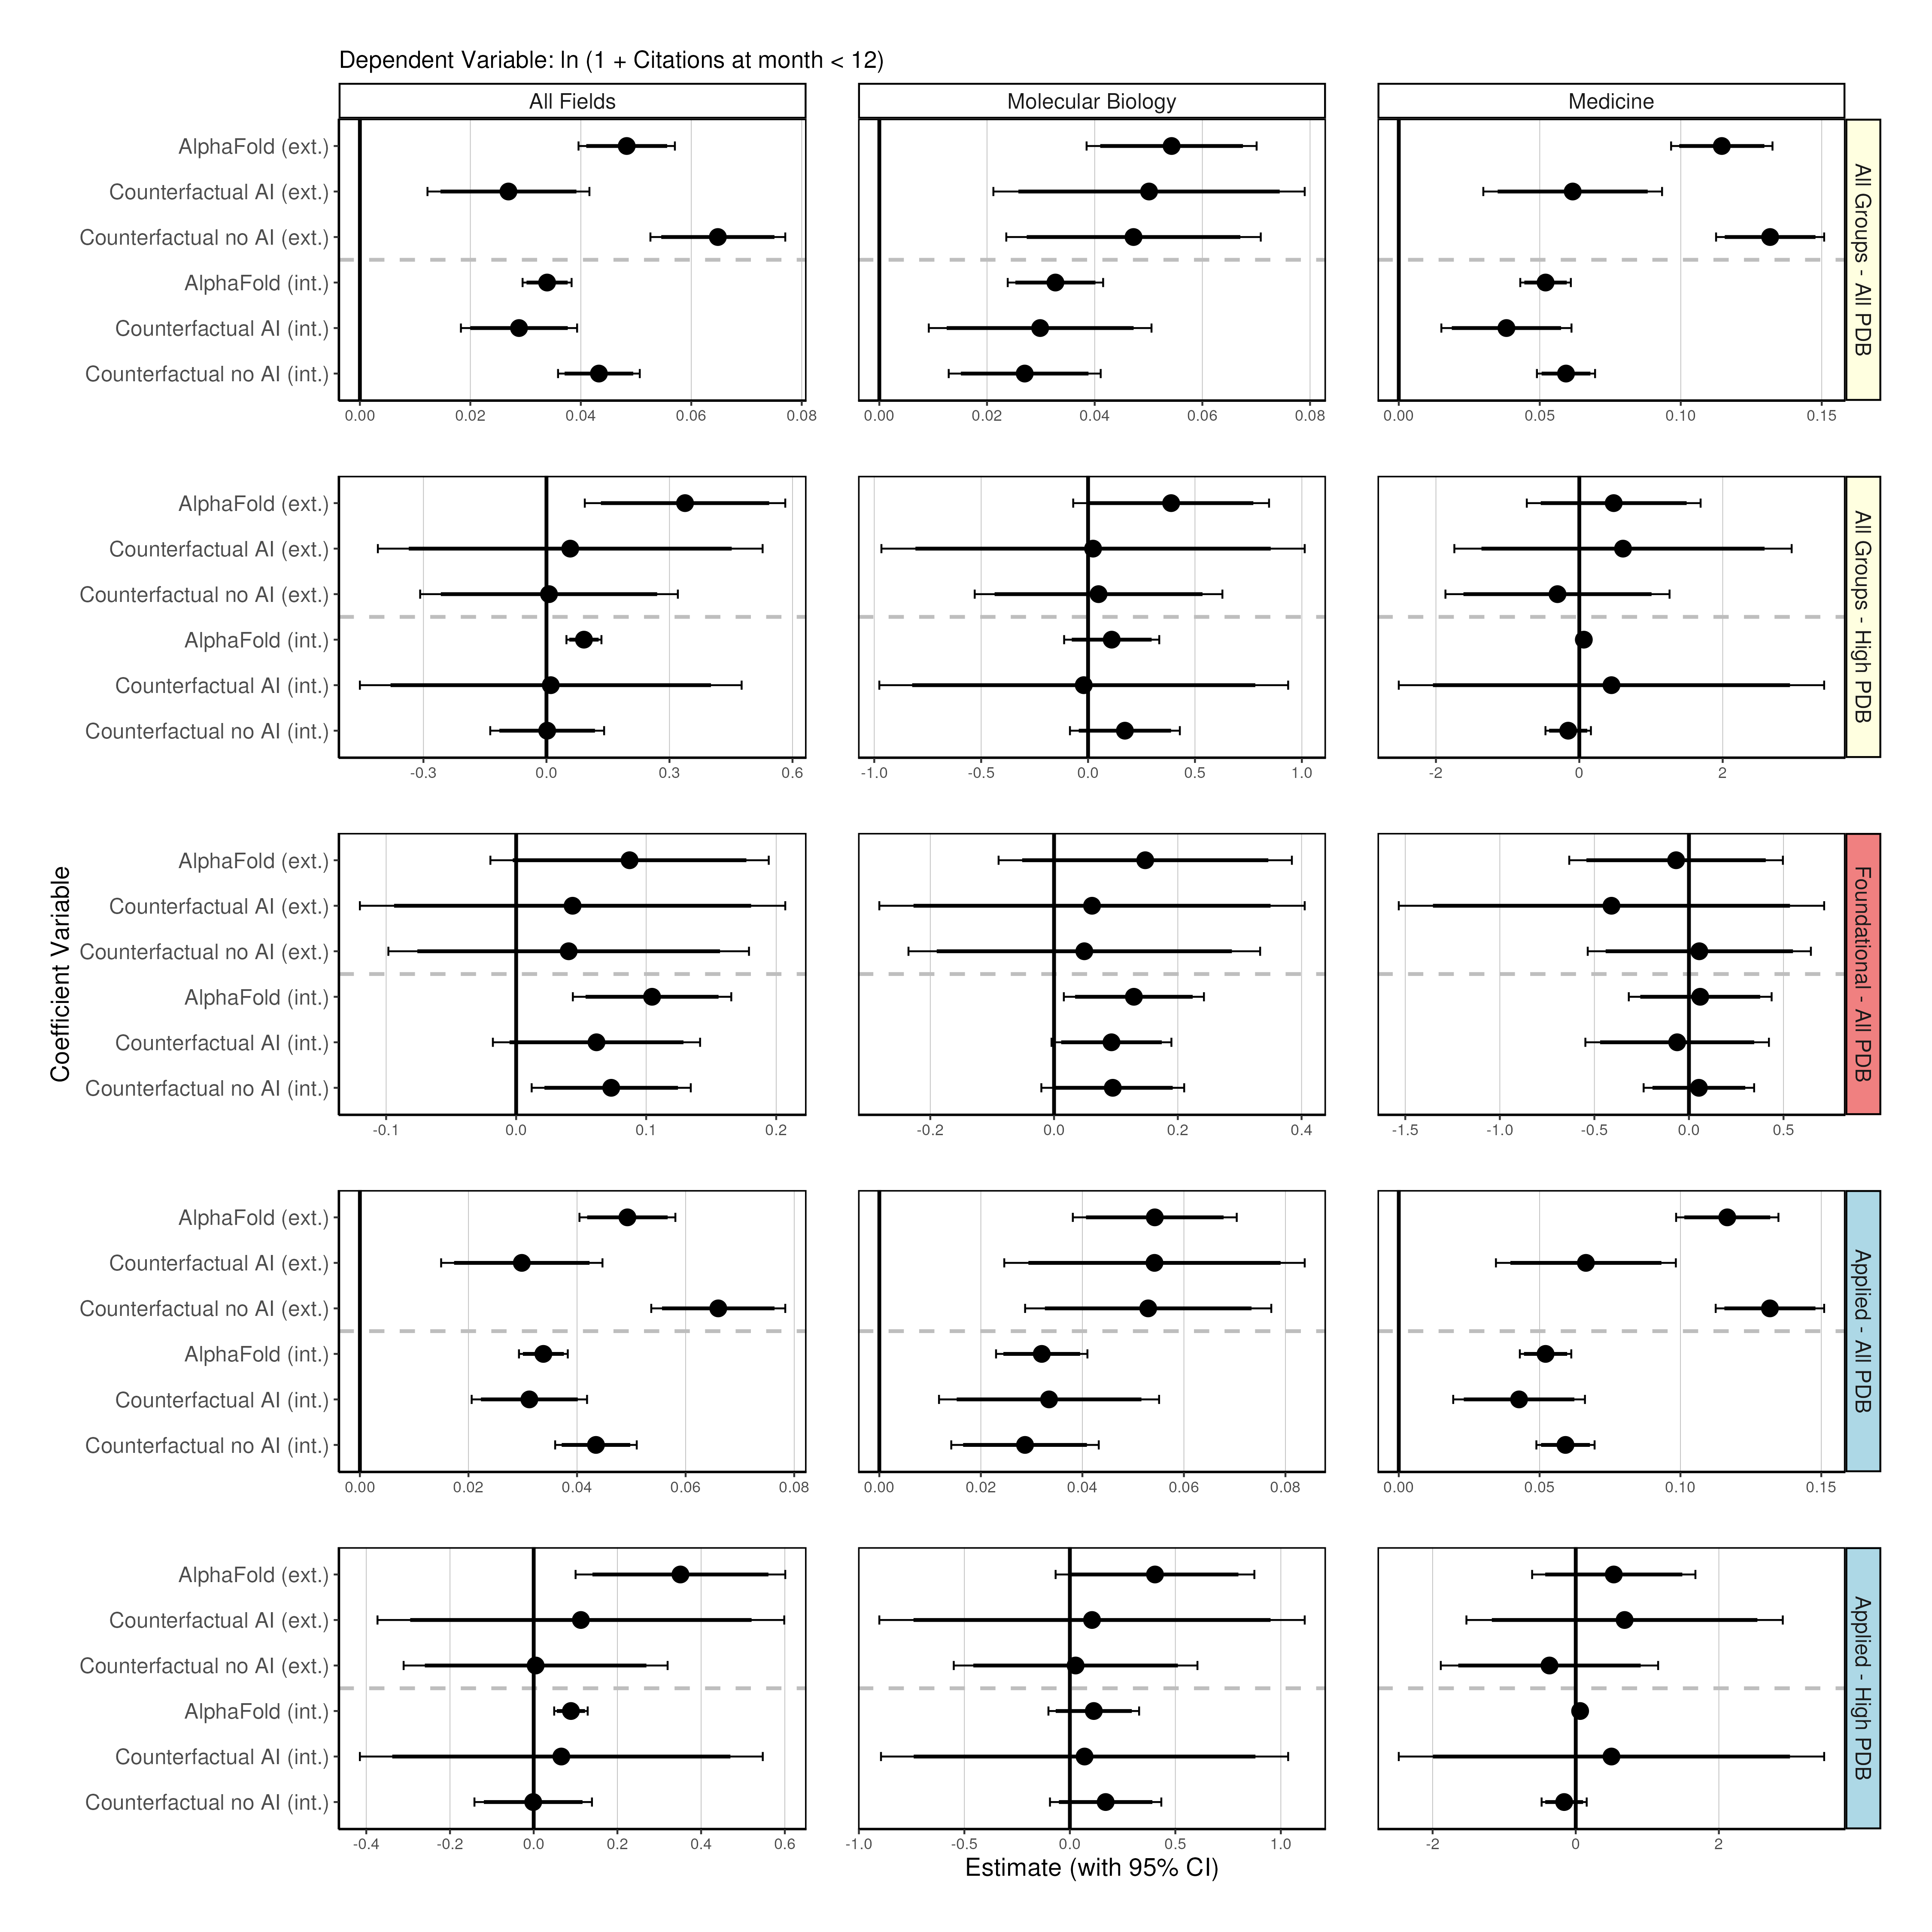 Dependent Variable: ln (1 + Citations at month < 12)
All Fields
Molecular Biology
Medicine
Coefficient Variable
AlphaFold (ext.)
Counterfactual AI (ext.)
Counterfactual no AI (ext.)
AlphaFold (int.)
Counterfactual AI (int.)
Counterfactual no AI (int.)
All Groups - All PDB
0.00 0.02 0.04 0.06 0.08
0.00 0.02 0.04 0.06 0.08
0.00 0.05 0.10 0.15
AlphaFold (ext.)
Counterfactual AI (ext.)
Counterfactual no AI (ext.)
AlphaFold (int.)
Counterfactual AI (int.)
Counterfactual no AI (int.)
All Groups - High PDB
-0.3 0.0 0.3 0.6
-1.0 -0.5 0.0 0.5 1.0
-2 0 2
AlphaFold (ext.)
Counterfactual AI (ext.)
Counterfactual no AI (ext.)
AlphaFold (int.)
Counterfactual AI (int.)
Counterfactual no AI (int.)
Foundational - All PDB
-0.1 0.0 0.1 0.2
-0.2 0.0 0.2 0.4
-1.5 -1.0 -0.5 0.0 0.5
AlphaFold (ext.)
Counterfactual AI (ext.)
Counterfactual no AI (ext.)
AlphaFold (int.)
Counterfactual AI (int.)
Counterfactual no AI (int.)
Applied - All PDB
0.00 0.02 0.04 0.06 0.08
0.00 0.02 0.04 0.06 0.08
0.00 0.05 0.10 0.15
AlphaFold (ext.)
Counterfactual AI (ext.)
Counterfactual no AI (ext.)
AlphaFold (int.)
Counterfactual AI (int.)
Counterfactual no AI (int.)
Applied - High PDB
-0.4 -0.2 0.0 0.2 0.4 0.6
-1.0 -0.5 0.0 0.5 1.0
-2 0 2
Estimate (with 95% CI)